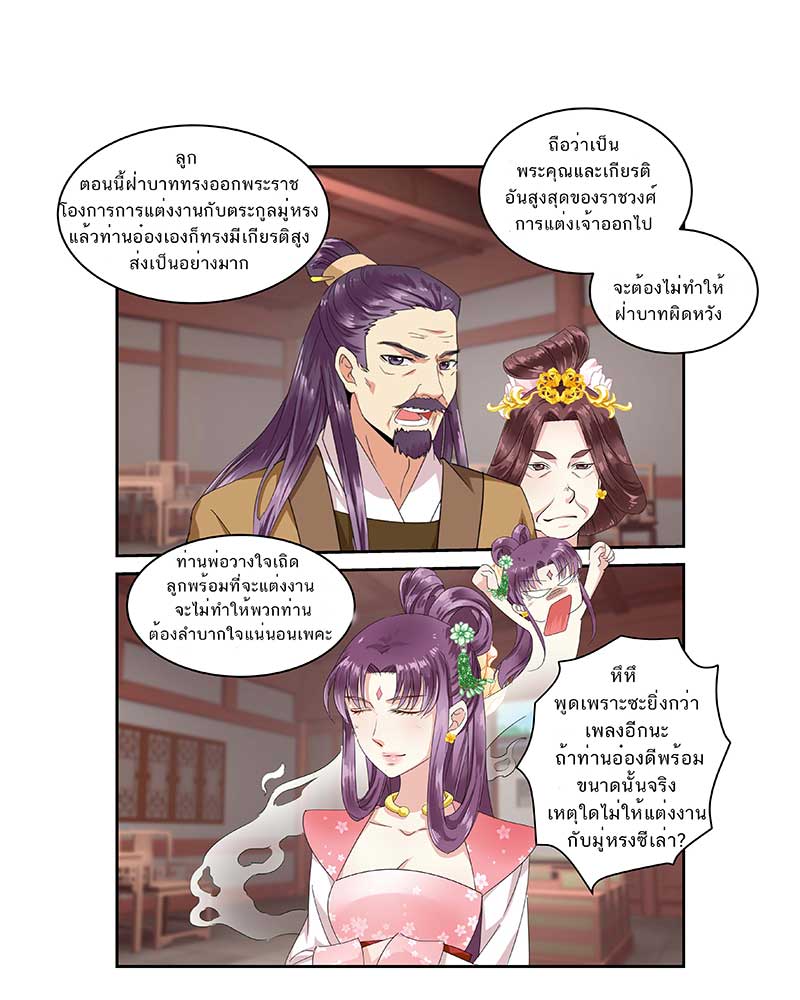 ลูก
ตอนนี้ฝ่าบาททรงออกพระราช
โองการการแต่งงานกับตระกูลมู่หรง
แล้วท่านอ๋องเองก็ทรงมีเกียรติสูง
ส่งเป็นอย่างมาก
ถือว่าเป็น
พระคุณและเกียรติ
อันสูงสุดของราชวงศ์
การแต่งเจ้าออกไป
จะต้องไม่ทำให้
ฝ่าบาทผิดหวัง
ท่านพ่อวางใจเถิด
ลูกพร้อมที่จะแต่งงาน
จะไม่ทำให้พวกท่าน
ต้องลำบากใจแน่นอนเพคะ
หึหึ
พูดเพราะซะยิ่งกว่า
เพลงอีกนะ
ถ้าท่านอ๋องดีพร้อม
ขนาดนั้นจริง
เหตุใดไม่ให้แต่งงาน
กับมู่หรงซีเล่า?